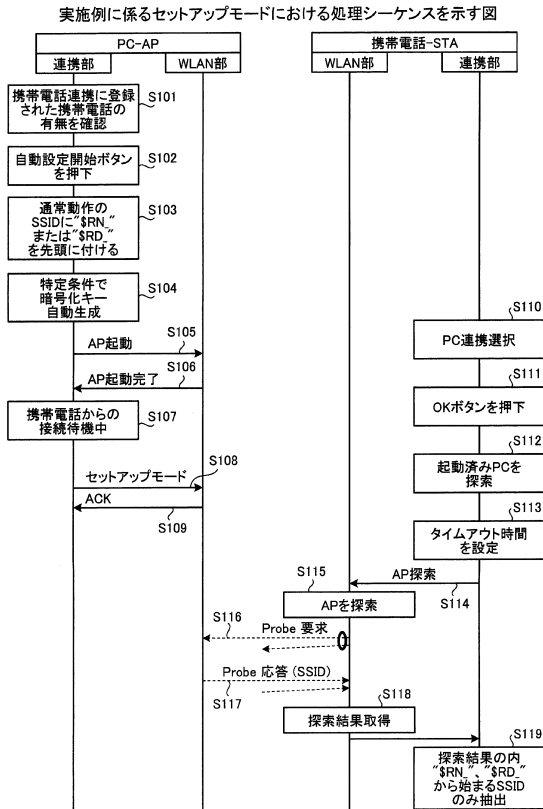 実施例に係るセットアップモードにおける処理シーケンスを示す図
PC-AP
携帯電話-STA
連携部
WLAN部
WLAN部
連携部
携帯電話連携に登録
された携帯電話の
有無を確認
S101
自動設定開始ボタン
を押下
S102
通常動作の
SSIDに"$RN_"
または"$RD_"
を先頭に付ける
S103
特定条件で
暗号化キー
自動生成
S104
AP起動
S105
AP起動完了
S106
携帯電話からの
接続待機中
S107
セットアップモード
S108
ACK
S109
S110
PC連携選択
S111
OKボタンを押下
S112
起動済みPCを
探索
S113
タイムアウト時間
を設定
AP探索
S114
S115
APを探索
S116
Probe 要求
Probe 応答(SSID)
S117
S118
探索結果取得
S119
探索結果の内
"$RN_"、"$RD_"
から始まるSSID
のみ抽出